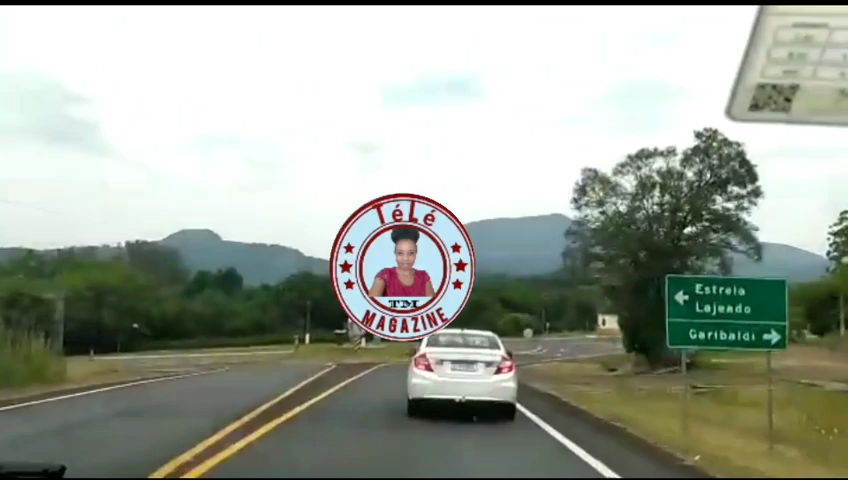 TéLé
TM
MAGAZINE
Estrela
Lajeado
Garibaldi